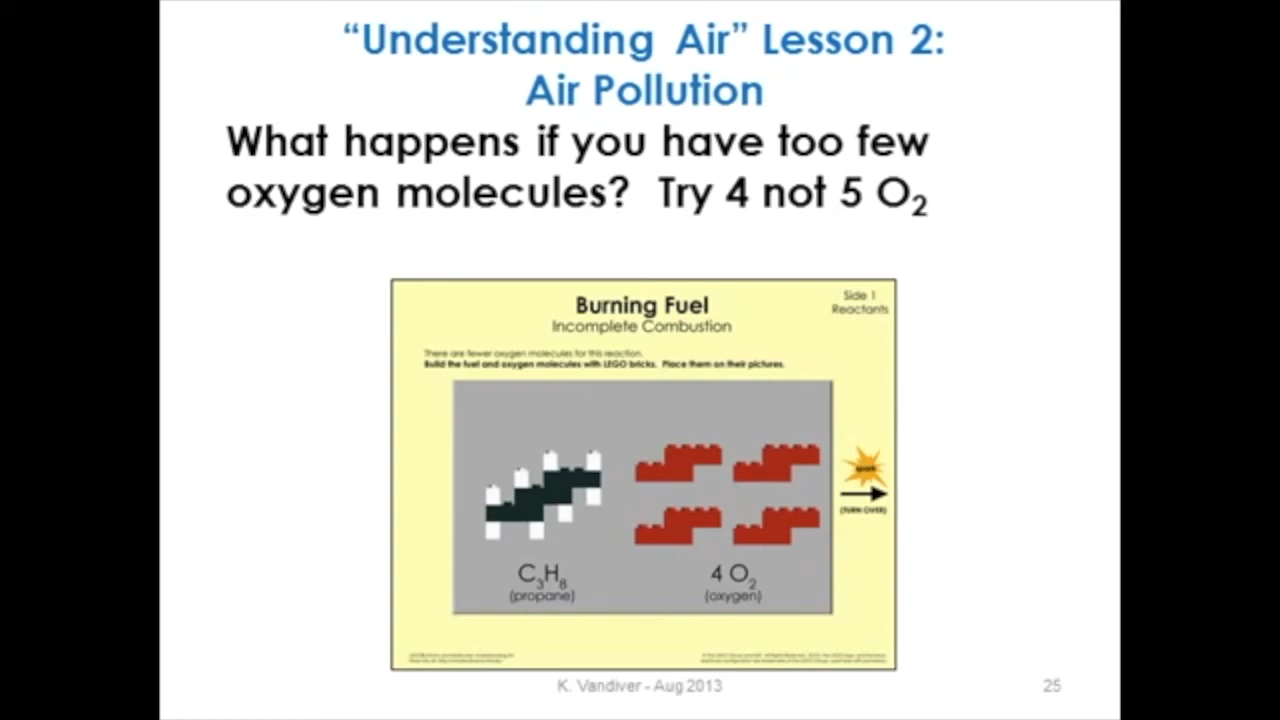 “Understanding Air” Lesson 2:
Air Pollution
What happens if you have too few
oxygen molecules? Try 4 not 5 O₂
Side 1
Reactants
Burning Fuel
Incomplete Combustion
There are fewer oxygen molecules for this reaction.
Build the fuel and oxygen molecules with LEGO bricks. Place them on their pictures.
spark
(TURN OVER)
C₃H₈
(propane)
4 O₂
(oxygen)
K. Vandiver - Aug 2013
25